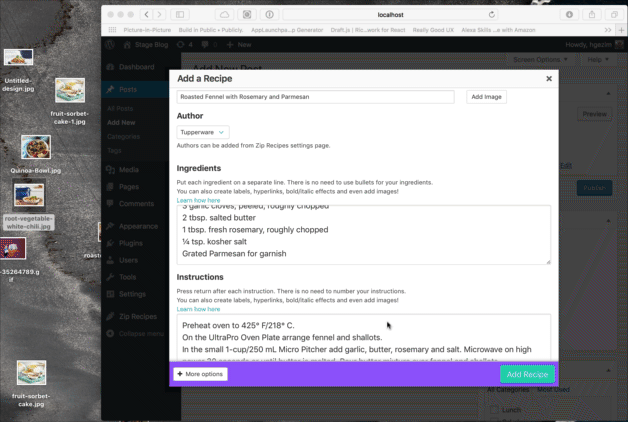 localhost
Picture-in-Picture
Build in Public • Publicly
AppLaunchpa...p Generator
Draft.js | Ric...work for React
Really Good UX
Alexa Skills ...e with Amazon
Stage Blog
4
0
+ New
Howdy, hgezim
Dashboard
Screen Options
Help
Posts
All Posts
Add New
Categories
Tags
Media
Pages
Comments
Appearance
Plugins
Users
Tools
Settings
Zip Recipes
Collapse menu
Add a Recipe
Roasted Fennel with Rosemary and Parmesan
Add Image
Author
Tupperware
Authors can be added from Zip Recipes settings page.
Ingredients
Put each ingredient on a separate line. There is no need to use bullets for your ingredients.
You can also create labels, hyperlinks, bold/italic effects and even add images!
Learn how here
3 garlic cloves, peeled, roughly chopped
2 tbsp. salted butter
1 tbsp. fresh rosemary, roughly chopped
¼ tsp. kosher salt
Grated Parmesan for garnish
Instructions
Press return after each instruction. There is no need to number your instructions.
You can also create labels, hyperlinks, bold/italic effects and even add images!
Learn how here
Preheat oven to 425° F/218° C.
On the UltraPro Oven Plate arrange fennel and shallots.
In the small 1-cup/250 mL Micro Pitcher add garlic, butter, rosemary and salt. Microwave on high
+ More options
Add Recipe
Preview
Edit
Publish
All Categories
Most Used
Lunch
Untitled-
design.jpg
fruit-sorbet-
cake-1.jpg
Quinoa-Bowl.jpg
root-vegetable-
white-chili.jpg
roast
-35264789.g
if
fruit-sorbet-
cake.jpg